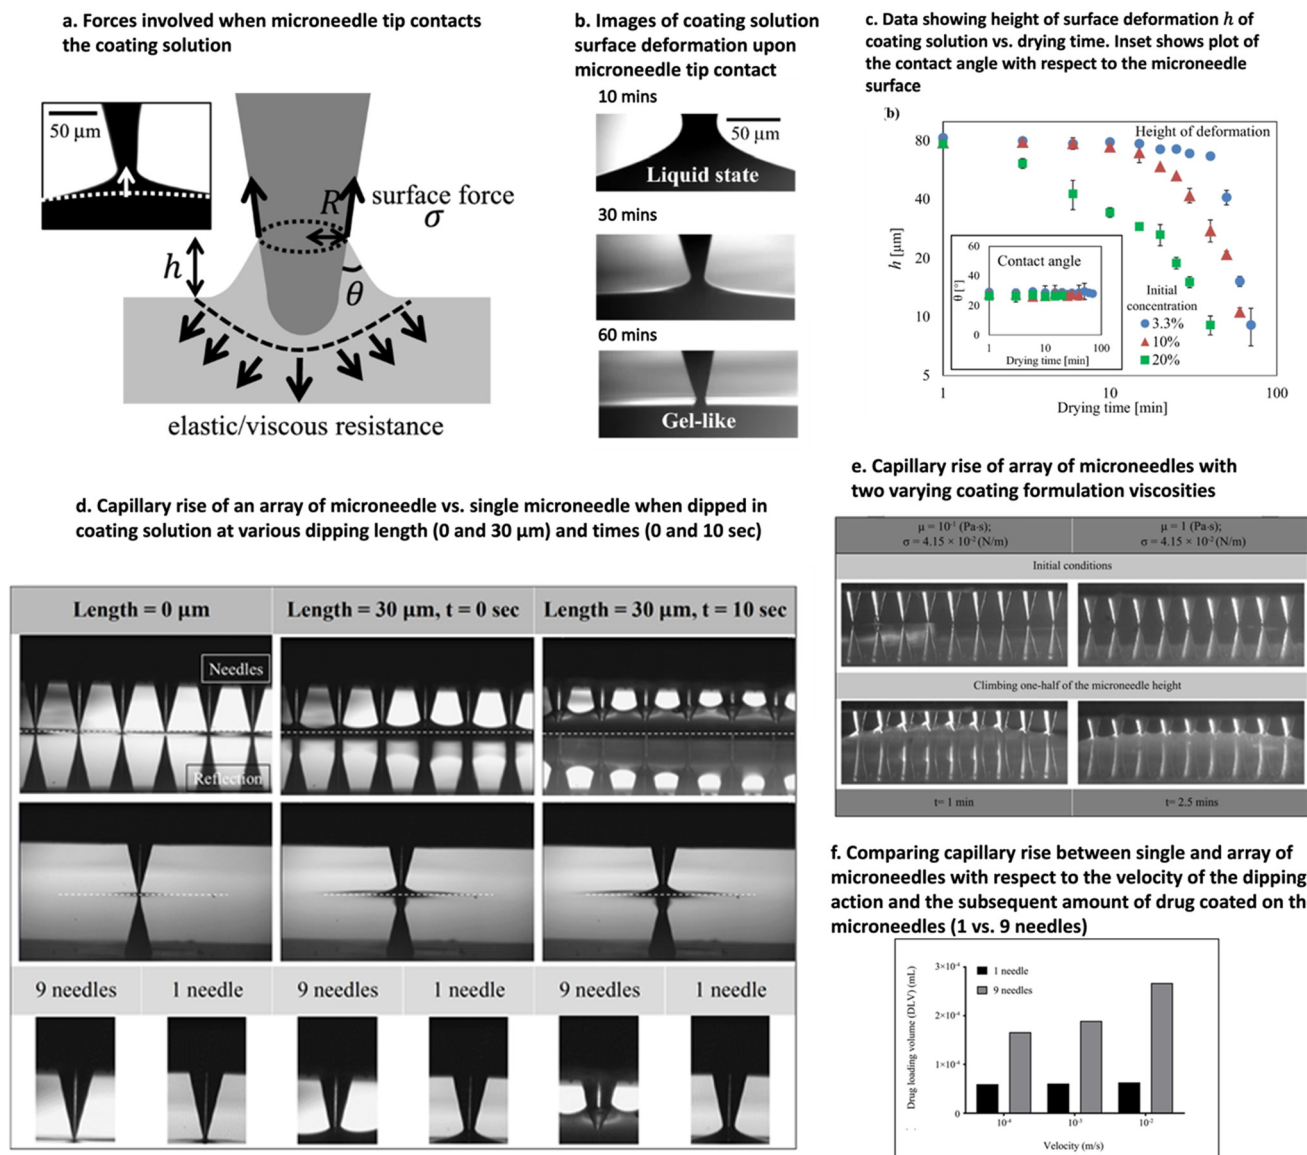 a. Forces involved when microneedle tip contacts
the coating solution
50 μm
R
surface force
σ
h
θ
elastic/viscous resistance
b. Images of coating solution
surface deformation upon
microneedle tip contact
10 mins
50 μm
Liquid state
30 mins
60 mins
Gel-like
c. Data showing height of surface deformation h of
coating solution vs. drying time. Inset shows plot of
the contact angle with respect to the microneedle
surface
b)
Height of deformation
80
40
20
10
5
h [μm]
1
10
100
Drying time [min]
Contact angle
60
40
20
0
θ [°]
1
10
100
Drying time [min]
Initial
concentration
3.3%
10%
20%
d. Capillary rise of an array of microneedle vs. single microneedle when dipped in
coating solution at various dipping length (0 and 30 μm) and times (0 and 10 sec)
Length = 0 μm
Length = 30 μm, t = 0 sec
Length = 30 μm, t = 10 sec
Needles
Reflection
9 needles
1 needle
9 needles
1 needle
9 needles
1 needle
e. Capillary rise of array of microneedles with
two varying coating formulation viscosities
μ = 10⁻¹ (Pa·s);
σ = 4.15 × 10⁻² (N/m)
μ = 1 (Pa·s);
σ = 4.15 × 10⁻² (N/m)
Initial conditions
Climbing one-half of the microneedle height
t= 1 min
t= 2.5 mins
f. Comparing capillary rise between single and array of
microneedles with respect to the velocity of the dipping
action and the subsequent amount of drug coated on th
microneedles (1 vs. 9 needles)
Drug loading volume (DLV) (mL)
3×10⁻⁴
2×10⁻⁴
1×10⁻⁴
0
1 needle
9 needles
10⁻⁴
10⁻³
10⁻²
Velocity (m/s)